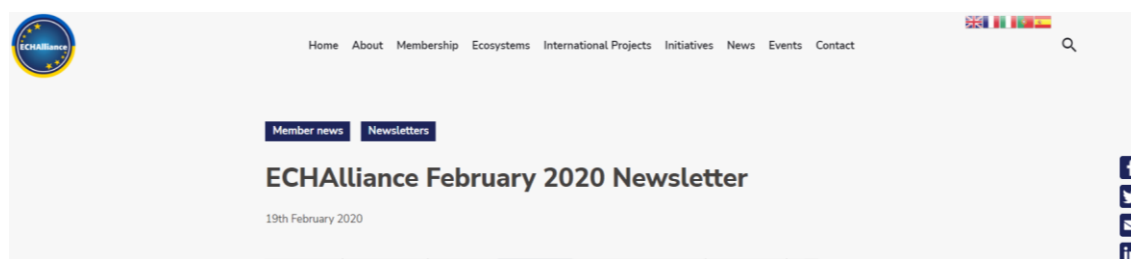 ECHAlliance
Home About Membership Ecosystems International Projects Initiatives News Events Contact
Member news Newsletters
ECHAlliance February 2020 Newsletter
19th February 2020